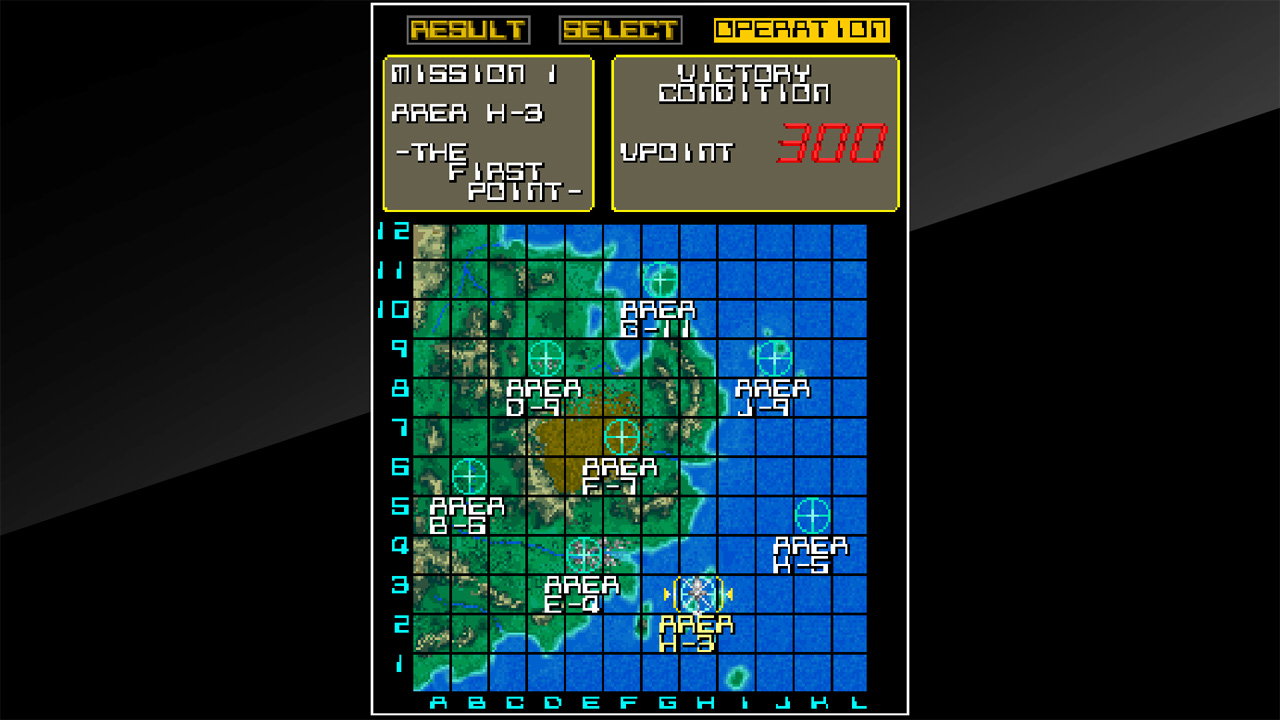 RESULT SELECT OPERATION
MISSION 1
AREA H-3
-THE
FIRST
POINT-
VICTORY
CONDITION
VPOINT 300
12
11
10
9
8
7
6
5
4
3
2
1
AREA
G-11
AREA
D-9
AREA
J-9
AREA
F-7
AREA
B-6
AREA
K-5
AREA
E-4
AREA
H-3
A B C D E F G H I J K L